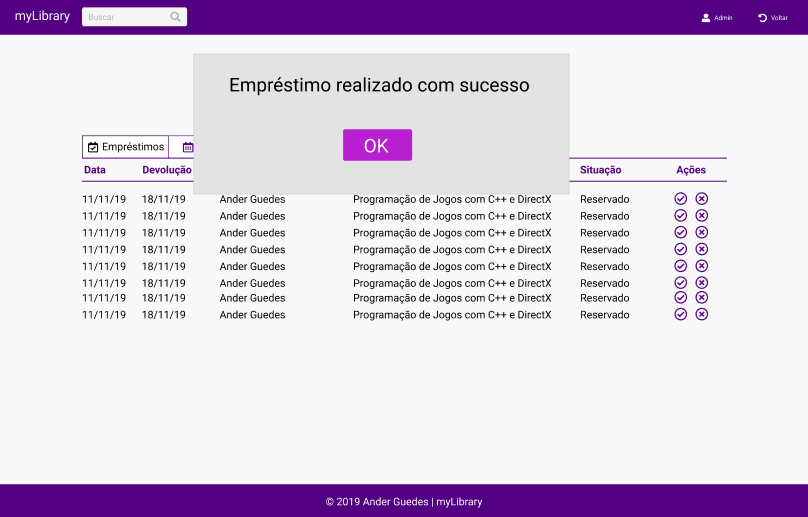 myLibrary Buscar Admin Voltar
Empréstimo realizado com sucesso
OK
Empréstimos
Data Devolução Situação Ações
11/11/19 18/11/19 Ander Guedes Programação de Jogos com C++ e DirectX Reservado
11/11/19 18/11/19 Ander Guedes Programação de Jogos com C++ e DirectX Reservado
11/11/19 18/11/19 Ander Guedes Programação de Jogos com C++ e DirectX Reservado
11/11/19 18/11/19 Ander Guedes Programação de Jogos com C++ e DirectX Reservado
11/11/19 18/11/19 Ander Guedes Programação de Jogos com C++ e DirectX Reservado
11/11/19 18/11/19 Ander Guedes Programação de Jogos com C++ e DirectX Reservado
11/11/19 18/11/19 Ander Guedes Programação de Jogos com C++ e DirectX Reservado
11/11/19 18/11/19 Ander Guedes Programação de Jogos com C++ e DirectX Reservado
© 2019 Ander Guedes | myLibrary